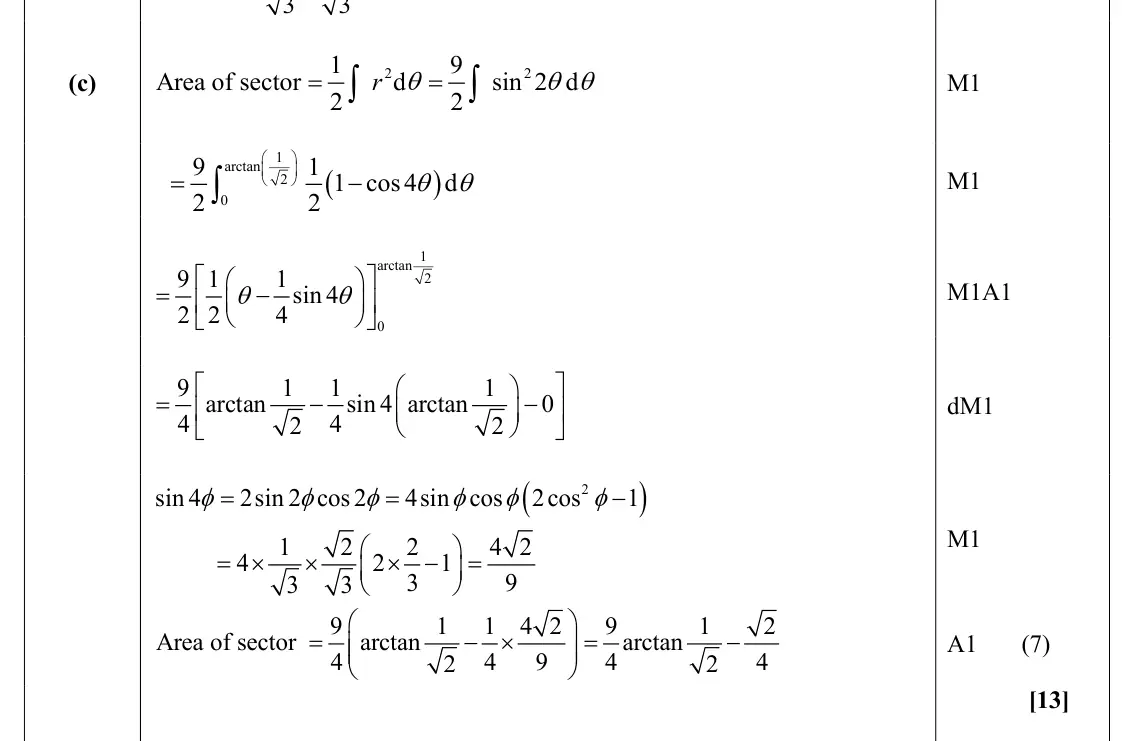 √3 √3
(c) Area of sector = 1/2 ∫ r² dθ = 9/2 ∫ sin² 2θ dθ M1
= 9/2 ∫₀^arctan(1/√2) 1/2 (1 − cos 4θ) dθ M1
= 9/2 [1/2 (θ − 1/4 sin 4θ)]₀^arctan 1/√2 M1A1
= 9/4 [arctan 1/√2 − 1/4 sin 4(arctan 1/√2) − 0] dM1
sin 4ϕ = 2 sin 2ϕ cos 2ϕ = 4 sin ϕ cos ϕ (2 cos² ϕ − 1)
= 4 × 1/√3 × √2/√3 (2 × 2/3 − 1) = 4√2/9 M1
Area of sector = 9/4 (arctan 1/√2 − 1/4 × 4√2/9) = 9/4 arctan 1/√2 − √2/4 A1 (7)
[13]